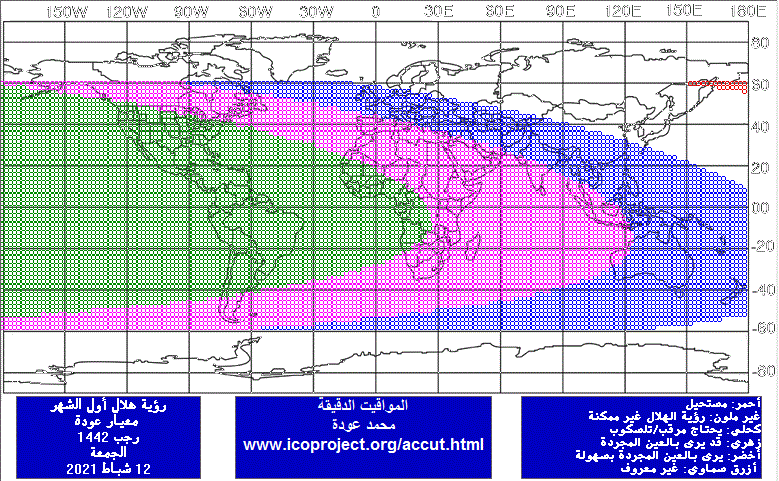 150W 120W 90W 60W 30W 0 30E 60E 90E 120E 150E 180E
80
60
40
20
00
-20
-40
-60
-80
رؤية هلال أول الشهر
معيار عودة
رجب 1442
الجمعة
12 شباط 2021
المواقيت الدقيقة
محمد عودة
www.icoproject.org/accut.html
أحمر: مستحيل
غير ملون: رؤية الهلال غير ممكنة
كحلي: يحتاج مرقب/تلسكوب
زهري: قد يرى بالعين المجردة
أخضر: يرى بالعين المجردة بسهولة
أزرق سماوي: غير معروف